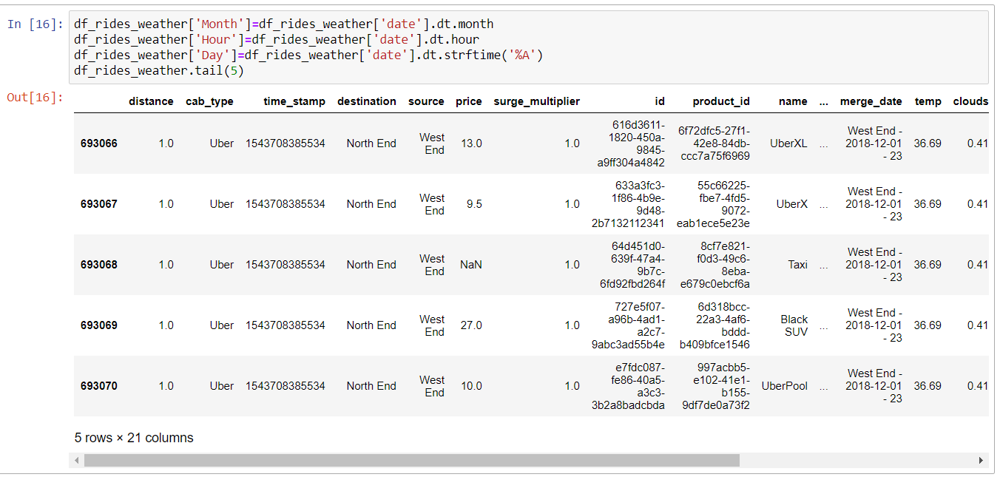 In [16]: df_rides_weather['Month']=df_rides_weather['date'].dt.month
df_rides_weather['Hour']=df_rides_weather['date'].dt.hour
df_rides_weather['Day']=df_rides_weather['date'].dt.strftime('%A')
df_rides_weather.tail(5)
Out[16]:
distance cab_type time_stamp destination source price surge_multiplier id product_id name ... merge_date temp clouds
693066 1.0 Uber 1543708385534 North End West End 13.0 1.0 616d3611-1820-450a-9845-a9ff304a4842 6f72dfc5-27f1-42e8-84db-ccc7a75f6969 UberXL ... West End - 2018-12-01 - 23 36.69 0.41
693067 1.0 Uber 1543708385534 North End West End 9.5 1.0 633a3fc3-1f86-4b9e-9d48-2b7132112341 55c66225-fbe7-4fd5-9072-eab1ece5e23e UberX ... West End - 2018-12-01 - 23 36.69 0.41
693068 1.0 Uber 1543708385534 North End West End NaN 1.0 64d451d0-639f-47a4-9b7c-6fd92fbd264f 8cf7e821-f0d3-49c6-8eba-e679c0ebcf6a Taxi ... West End - 2018-12-01 - 23 36.69 0.41
693069 1.0 Uber 1543708385534 North End West End 27.0 1.0 727e5f07-a96b-4ad1-a2c7-9abc3ad55b4e 6d318bcc-22a3-4af6-bddd-b409bfce1546 Black SUV ... West End - 2018-12-01 - 23 36.69 0.41
693070 1.0 Uber 1543708385534 North End West End 10.0 1.0 e7fdc087-fe86-40a5-a3c3-3b2a8badcbda 997acbb5-e102-41e1-b155-9df7de0a73f2 UberPool ... West End - 2018-12-01 - 23 36.69 0.41
5 rows × 21 columns